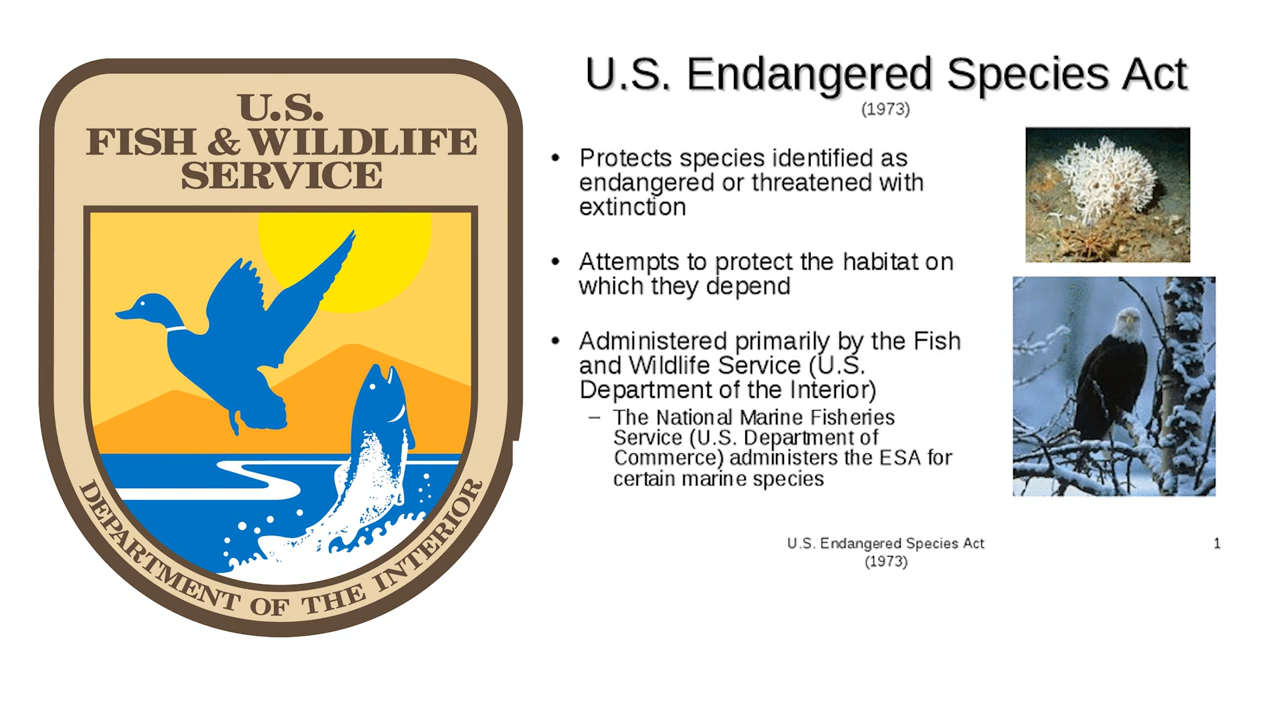 U.S.
FISH & WILDLIFE
SERVICE
DEPARTMENT OF THE INTERIOR
U.S. Endangered Species Act
(1973)
• Protects species identified as
endangered or threatened with
extinction
• Attempts to protect the habitat on
which they depend
• Administered primarily by the Fish
and Wildlife Service (U.S.
Department of the Interior)
– The National Marine Fisheries
Service (U.S. Department of
Commerce) administers the ESA for
certain marine species
U.S. Endangered Species Act
(1973)
1